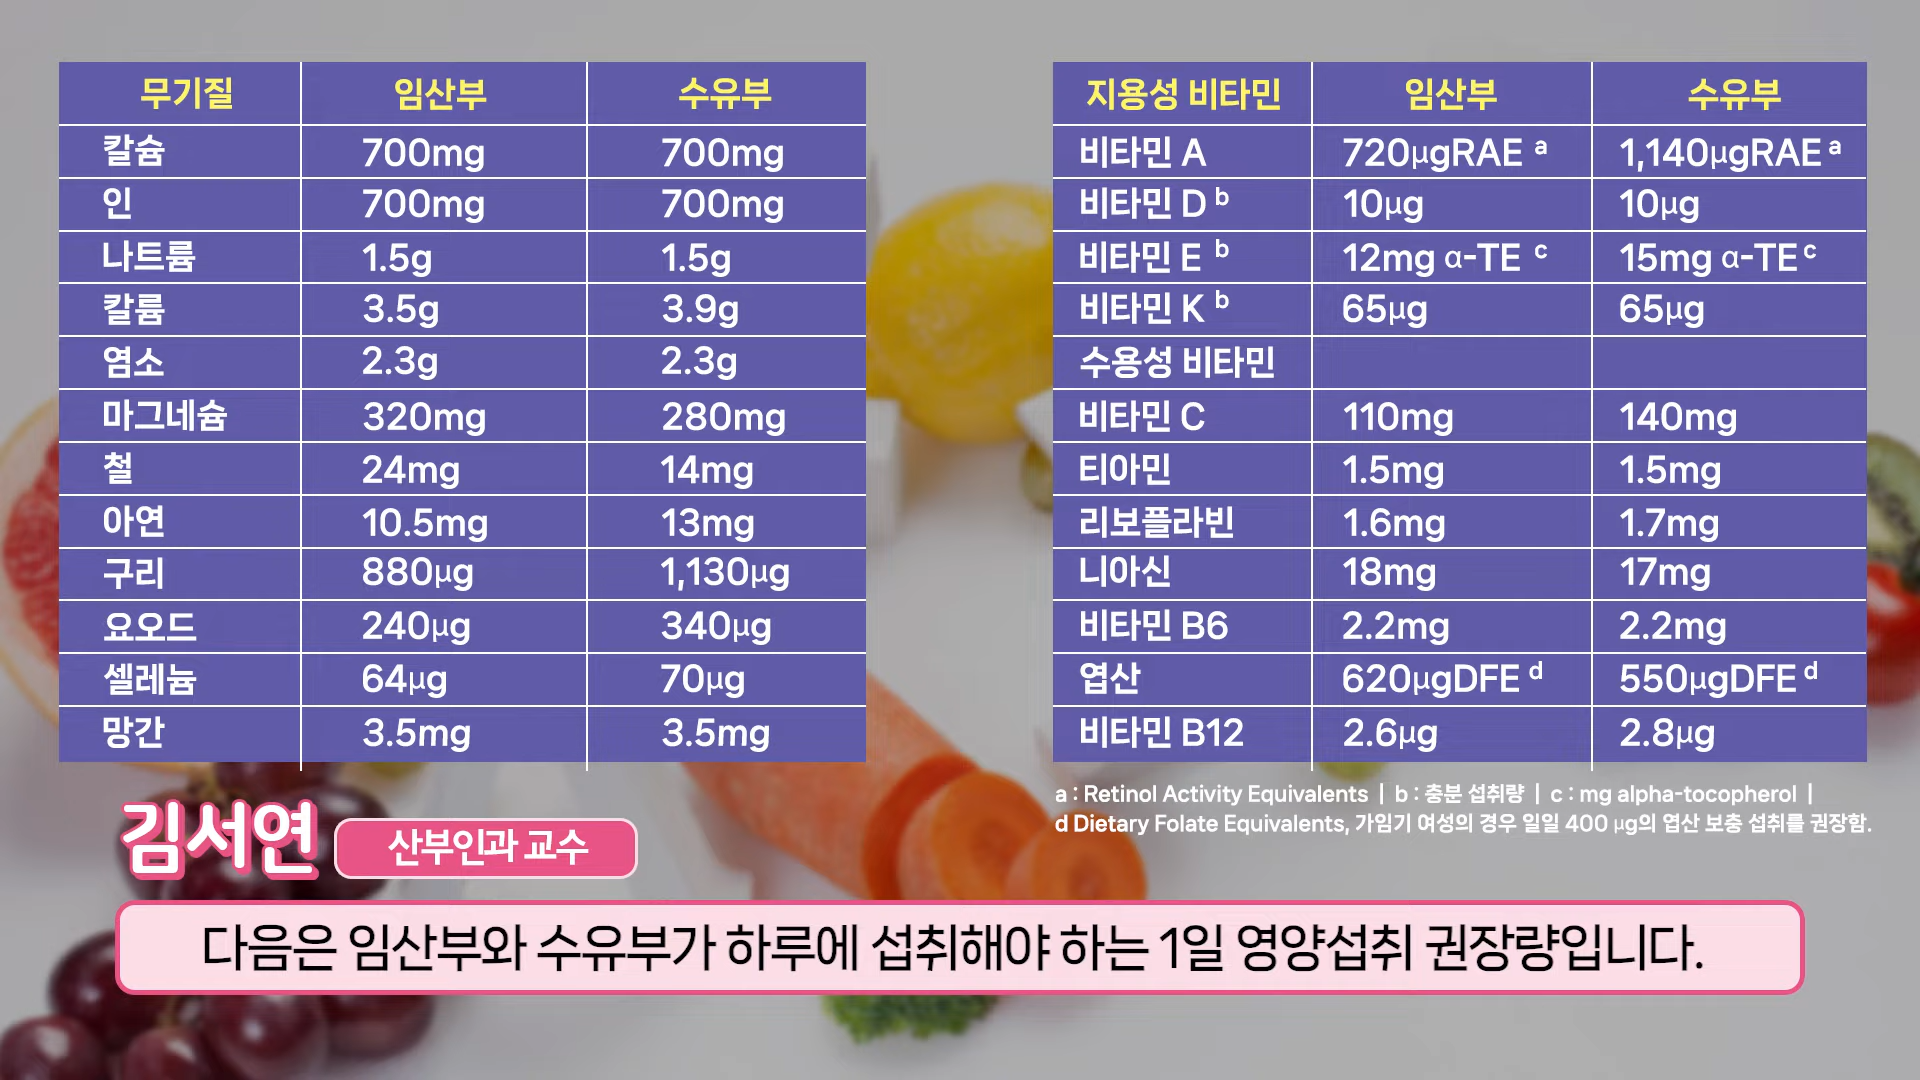 무기질 임산부 수유부
칼슘 700mg 700mg
인 700mg 700mg
나트륨 1.5g 1.5g
칼륨 3.5g 3.9g
염소 2.3g 2.3g
마그네슘 320mg 280mg
철 24mg 14mg
아연 10.5mg 13mg
구리 880μg 1,130μg
요오드 240μg 340μg
셀레늄 64μg 70μg
망간 3.5mg 3.5mg
지용성 비타민 임산부 수유부
비타민 A 720μgRAE a 1,140μgRAE a
비타민 D b 10μg 10μg
비타민 E b 12mg α-TE c 15mg α-TE c
비타민 K b 65μg 65μg
수용성 비타민
비타민 C 110mg 140mg
티아민 1.5mg 1.5mg
리보플라빈 1.6mg 1.7mg
니아신 18mg 17mg
비타민 B6 2.2mg 2.2mg
엽산 620μgDFE d 550μgDFE d
비타민 B12 2.6μg 2.8μg
a : Retinol Activity Equivalents | b : 충분 섭취량 | c : mg alpha-tocopherol |
d Dietary Folate Equivalents, 가임기 여성의 경우 일일 400 μg의 엽산 보충 섭취를 권장함.
김서연 산부인과 교수
다음은 임산부와 수유부가 하루에 섭취해야 하는 1일 영양섭취 권장량입니다.